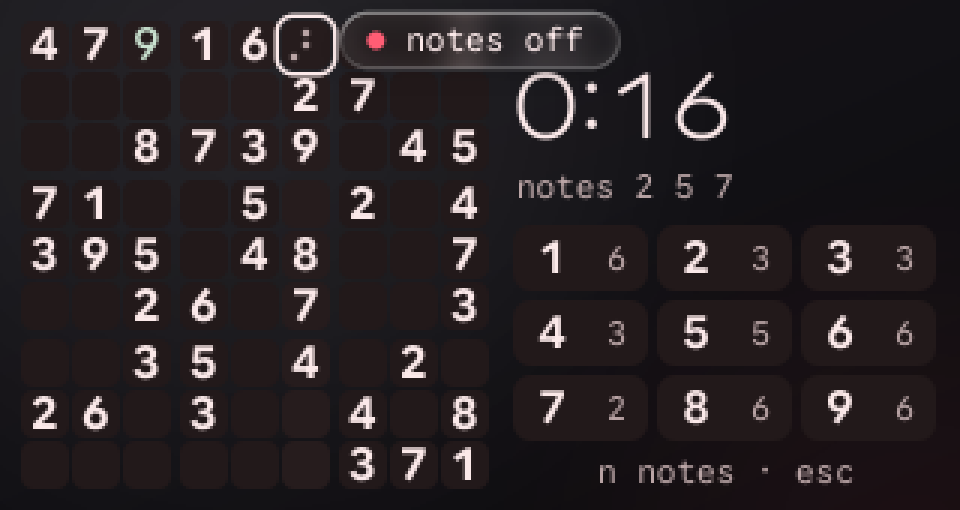 4 7 9 1 6 notes off
2 7
0:16
8 7 3 9 4 5
notes 2 5 7
7 1 5 2 4
3 9 5 4 8 7
1 6 2 3 3 3
2 6 7 3
4 3 5 5 6 6
3 5 4 2
2 6 3 4 8
7 2 8 6 9 6
3 7 1
n notes · esc